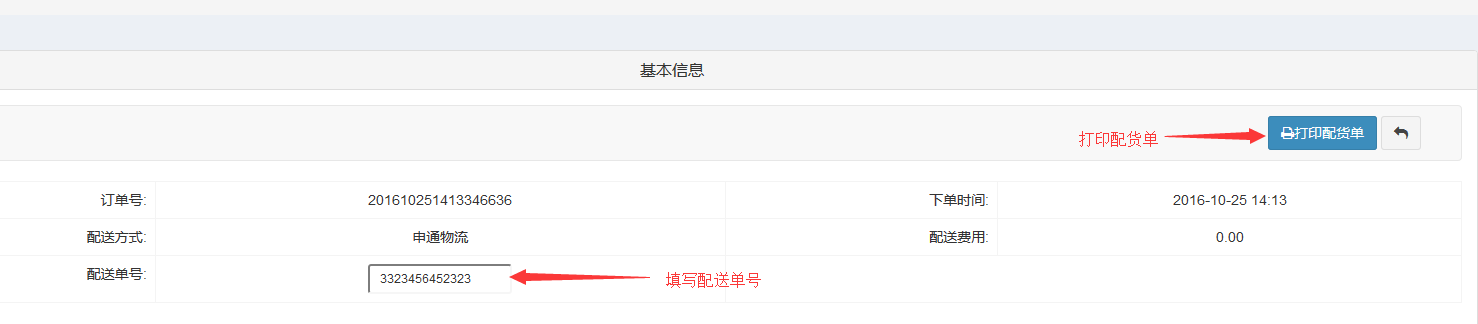 基本信息
打印配货单 打印配货单
订单号: 201610251413346636 下单时间: 2016-10-25 14:13
配送方式: 申通物流 配送费用: 0.00
配送单号: 3323456452323 填写配送单号